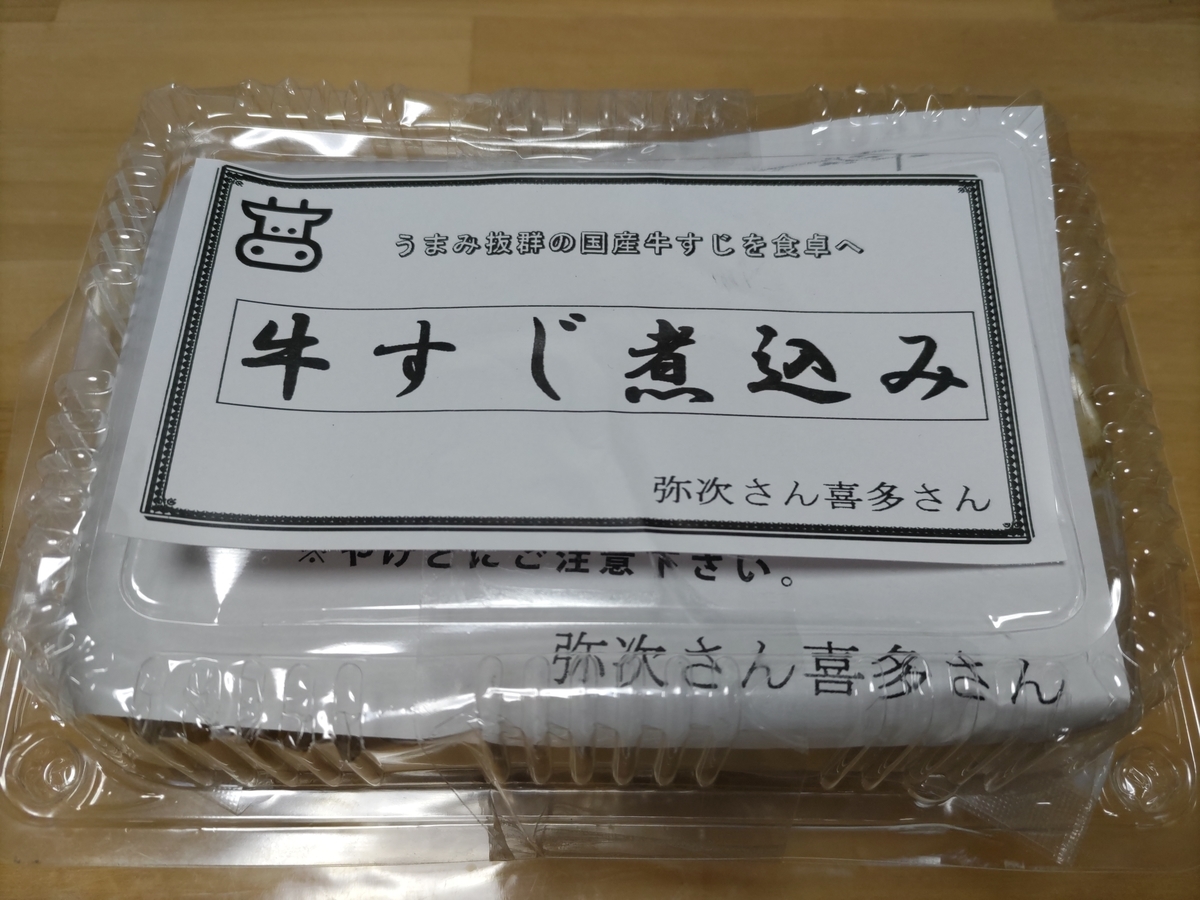 うまみ抜群の国産牛すじを食卓へ
牛すじ煮込み
弥次さん喜多さん
※やけどにご注意下さい。
弥次さん喜多さん